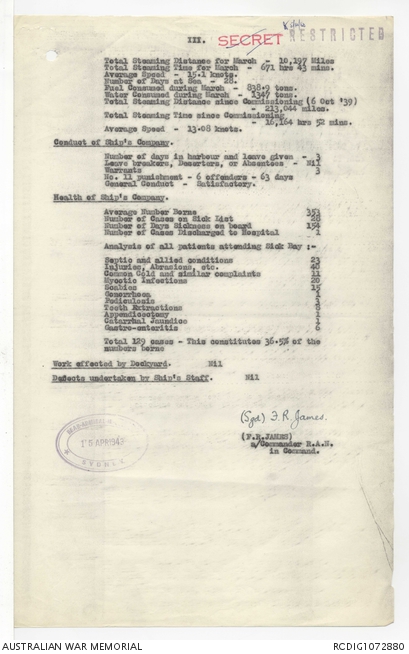 III.
SECRET RESTRICTED
Total Steaming Distance for March - 10,197 Miles
Total Steaming Time for March - 671 hrs 43 mins.
Average Speed - 15.1 knots.
Number of Days at Sea - 28.
Fuel Consumed during March - 838.9 tons.
Water Consumed during March - 1347 tons.
Total Steaming Distance since Commissioning (6 Oct '39)
- 213,044 miles.
Total Steaming Time since Commissioning
- 16,164 hrs 52 mins.
Average Speed - 13.08 knots.
Conduct of Ship's Company.
Number of days in harbour and leave given - 3
Leave breakers, Deserters, or Absentees - Nil
Warrants 3
No. 11 punishment - 6 offenders - 63 days
General Conduct - Satisfactory.
Health of Ship's Company.
Average Number Borne 353
Number of Cases on Sick List 28
Number of Days Sickness on board 154
Number of Cases Discharged to Hospital 1
Analysis of all patients attending Sick Bay :-
Septic and allied conditions 23
Injuries, Abrasions, etc. 40
Common Cold and similar complaints 11
Mycotic Infections 20
Scabies 15
Gonorrhoea
Pediculosis
Tooth Extractions 8
Appendicectomy 1
Catarrhal Jaundice 1
Gastro-enteritis 6
Total 129 cases - This constitutes 36.5% of the
numbers borne
Work effected by Dockyard. Nil
Defects undertaken by Ship's Staff. Nil
(Sgd) F.R. James.
(F.R. JAMES)
A/Commander R.A.N.
in Command.
15 APR 1942
SYDNEY
AUSTRALIAN WAR MEMORIAL RCDIG1072880